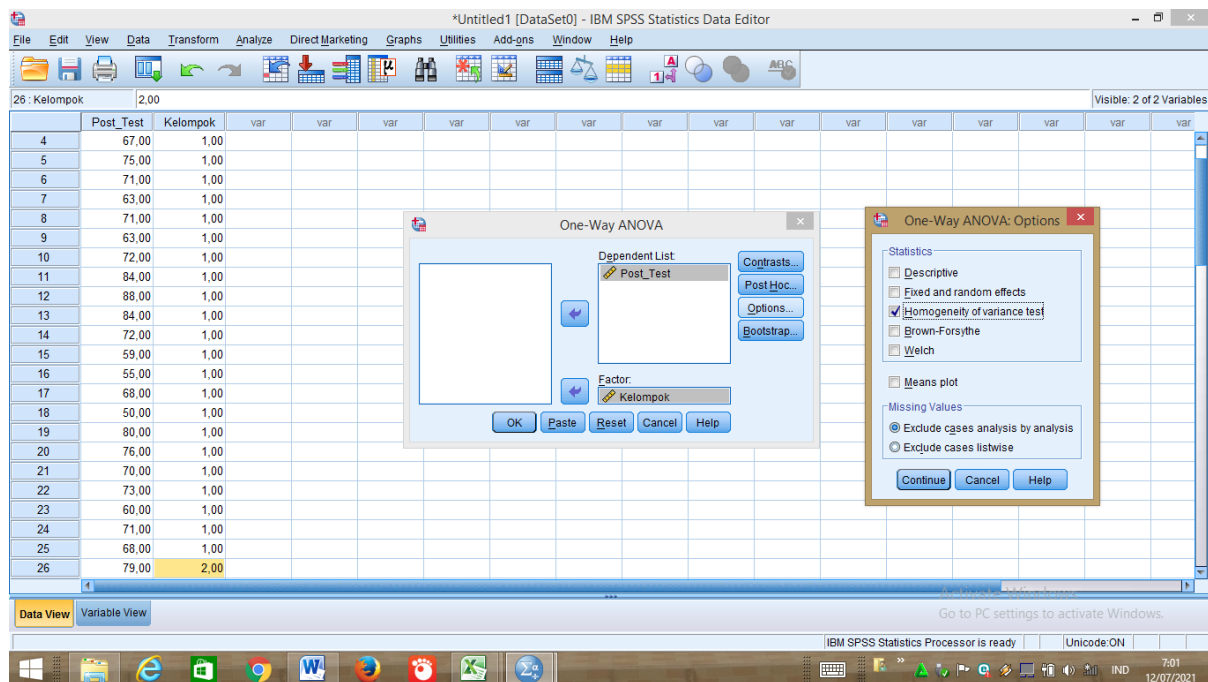 *Untitled1 [DataSet0] - IBM SPSS Statistics Data Editor
File Edit View Data Transform Analyze Direct Marketing Graphs Utilities Add-ons Window Help
26 : Kelompok 2,00 Visible: 2 of 2 Variables
Post_Test Kelompok var var var var var var var var var var var var var var var
4 67,00 1,00
5 75,00 1,00
6 71,00 1,00
7 63,00 1,00
8 71,00 1,00
9 63,00 1,00
10 72,00 1,00
11 84,00 1,00
12 88,00 1,00
13 84,00 1,00
14 72,00 1,00
15 59,00 1,00
16 55,00 1,00
17 68,00 1,00
18 50,00 1,00
19 80,00 1,00
20 76,00 1,00
21 70,00 1,00
22 73,00 1,00
23 60,00 1,00
24 71,00 1,00
25 68,00 1,00
26 79,00 2,00
One-Way ANOVA
Dependent List:
Post_Test
Factor:
Kelompok
Contrasts...
Post Hoc...
Options...
Bootstrap...
OK Paste Reset Cancel Help
One-Way ANOVA: Options
Statistics
Descriptive
Fixed and random effects
Homogeneity of variance test
Brown-Forsythe
Welch
Means plot
Missing Values
Exclude cases analysis by analysis
Exclude cases listwise
Continue Cancel Help
Activate Windows
Go to PC settings to activate Windows.
Data View Variable View
IBM SPSS Statistics Processor is ready Unicode:ON
IND 7:01
12/07/2021